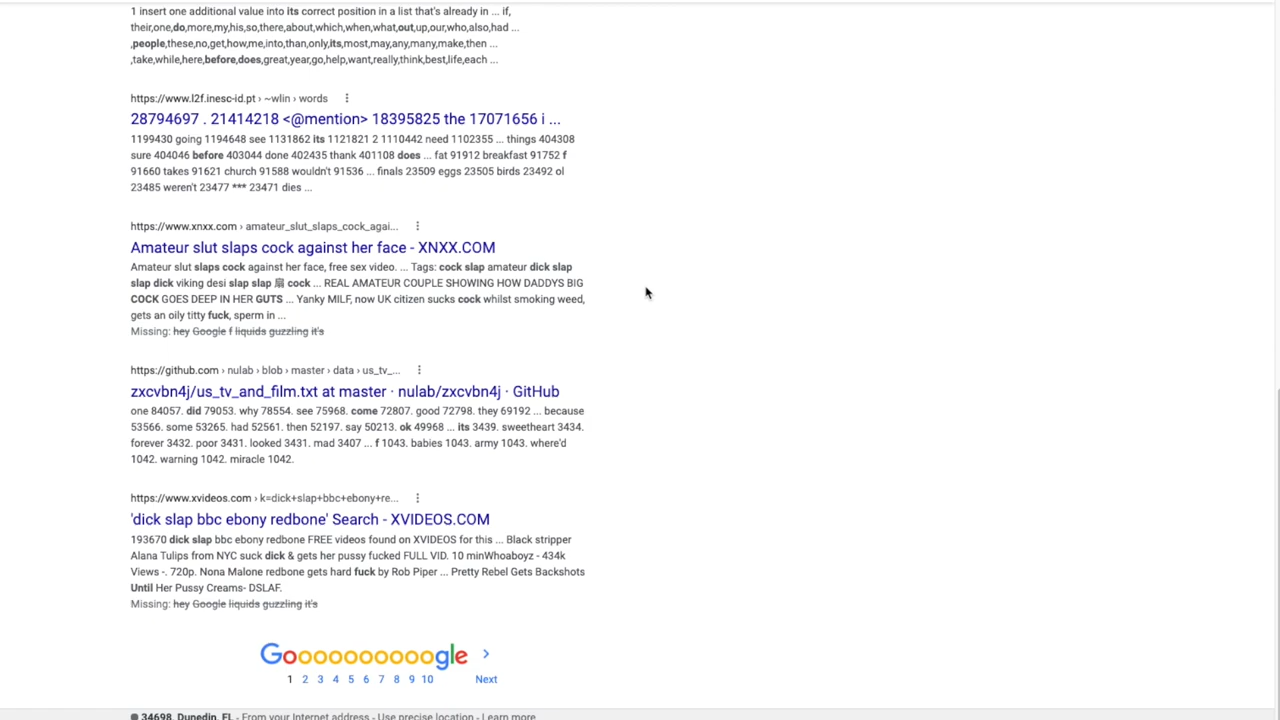 1 insert one additional value into its correct position in a list that's already in ... if,
their,one,do,more,my,his,so,there,about,which,when,what,out,up,our,who,also,had ...
,people,these,no,get,how,me,into,than,only,its,most,may,any,many,make,then ...
,take,while,here,before,does,great,year,go,help,want,really,think,best,life,each ...
https://www.l2f.inesc-id.pt › ~wlin › words
28794697 . 21414218 <@mention> 18395825 the 17071656 i ...
1199430 going 1194648 see 1131862 its 1121821 2 1110442 need 1102355 ... things 404308
sure 404046 before 403044 done 402435 thank 401108 does ... fat 91912 breakfast 91752 f
91660 takes 91621 church 91588 wouldn't 91536 ... finals 23509 eggs 23505 birds 23492 ol
23485 weren't 23477 *** 23471 dies ...
https://www.xnxx.com › amateur_slut_slaps_cock_agai...
Amateur slut slaps cock against her face - XNXX.COM
Amateur slut slaps cock against her face, free sex video. ... Tags: cock slap amateur dick slap
slap dick viking desi slap slap 扇 cock ... REAL AMATEUR COUPLE SHOWING HOW DADDYS BIG
COCK GOES DEEP IN HER GUTS ... Yanky MILF, now UK citizen sucks cock whilst smoking weed,
gets an oily titty fuck, sperm in ...
Missing: hey Google f liquids guzzling it's
https://github.com › nulab › blob › master › data › us_tv_...
zxcvbn4j/us_tv_and_film.txt at master · nulab/zxcvbn4j · GitHub
one 84057. did 79053. why 78554. see 75968. come 72807. good 72798. they 69192 ... because
53566. some 53265. had 52561. then 52197. say 50213. ok 49968 ... its 3439. sweetheart 3434.
forever 3432. poor 3431. looked 3431. mad 3407 ... f 1043. babies 1043. army 1043. where'd
1042. warning 1042. miracle 1042.
https://www.xvideos.com › k=dick+slap+bbc+ebony+re...
'dick slap bbc ebony redbone' Search - XVIDEOS.COM
193670 dick slap bbc ebony redbone FREE videos found on XVIDEOS for this ... Black stripper
Alana Tulips from NYC suck dick & gets her pussy fucked FULL VID. 10 minWhoaboyz - 434k
Views -. 720p. Nona Malone redbone gets hard fuck by Rob Piper ... Pretty Rebel Gets Backshots
Until Her Pussy Creams- DSLAF.
Missing: hey Google liquids guzzling it's
Goooooooooogle >
1 2 3 4 5 6 7 8 9 10 Next
34698, Dunedin, FL - From your Internet address - Use precise location - Learn more